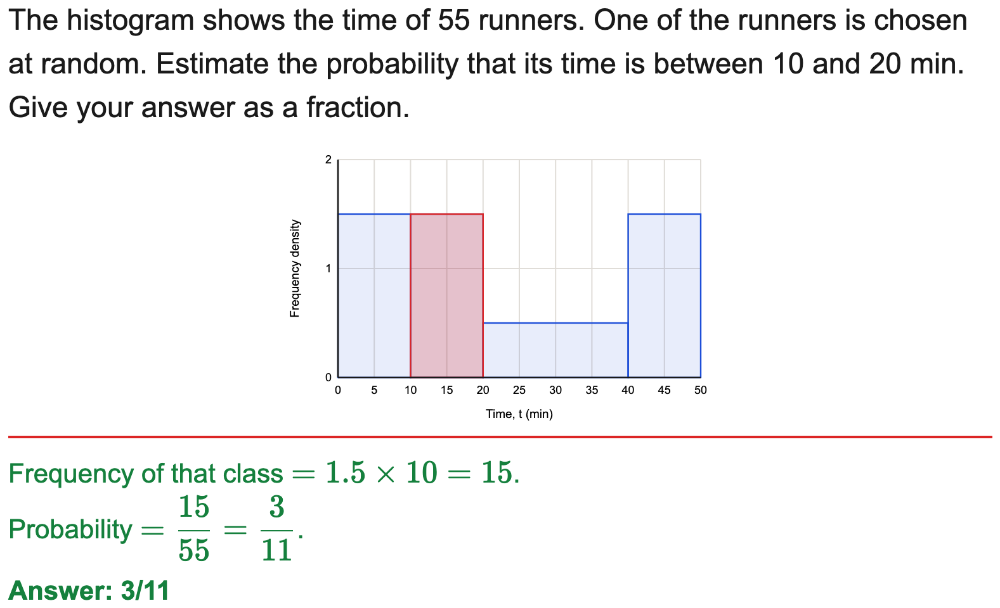 The histogram shows the time of 55 runners. One of the runners is chosen
at random. Estimate the probability that its time is between 10 and 20 min.
Give your answer as a fraction.
2
1
0
Frequency density
0 5 10 15 20 25 30 35 40 45 50
Time, t (min)
Frequency of that class = 1.5 × 10 = 15.
Probability = 15/55 = 3/11.
Answer: 3/11